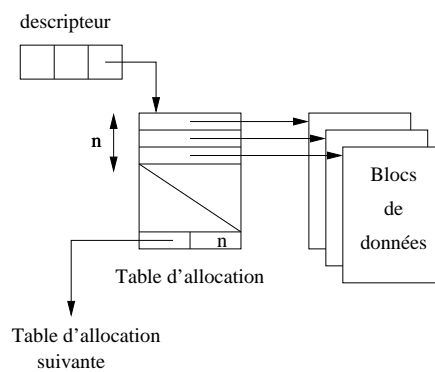 descripteur
n
Blocs
de
données
n
Table d'allocation
Table d'allocation
suivante